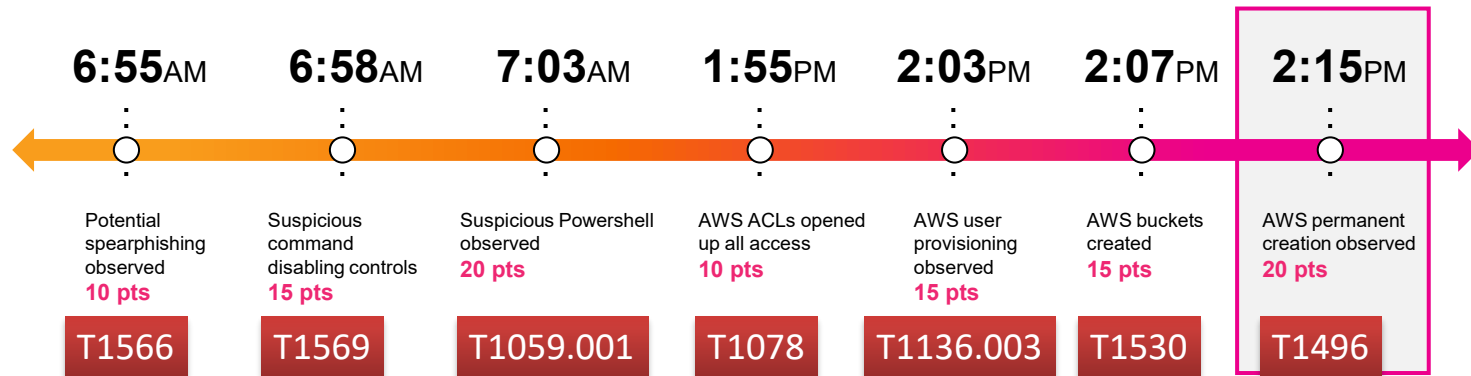 6:55AM
6:58AM
7:03AM
1:55PM
2:03PM
2:07PM
2:15PM
Potential
spearphishing
observed
10 pts
Suspicious
command
disabling controls
15 pts
Suspicious Powershell
observed
20 pts
AWS ACLs opened
up all access
10 pts
AWS user
provisioning
observed
15 pts
AWS buckets
created
15 pts
AWS permanent
creation observed
20 pts
T1566
T1569
T1059.001
T1078
T1136.003
T1530
T1496